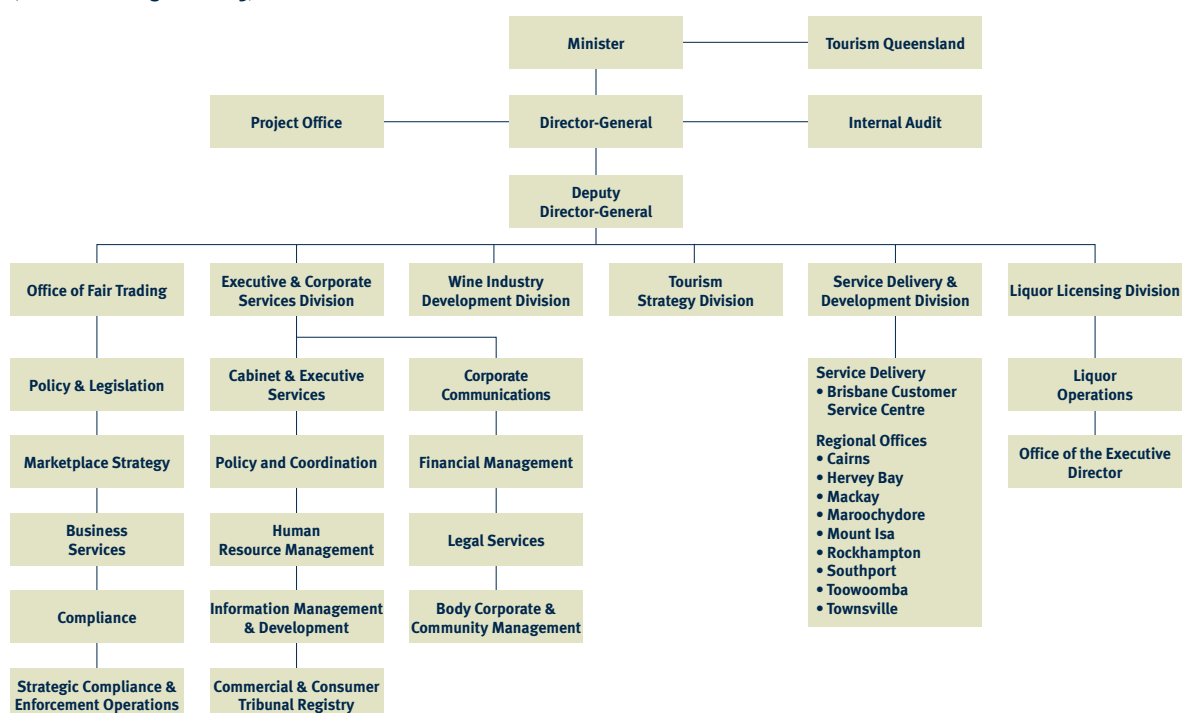 Minister
Tourism Queensland
Project Office
Director-General
Internal Audit
Deputy
Director-General
Office of Fair Trading
Executive & Corporate
Services Division
Wine Industry
Development Division
Tourism
Strategy Division
Service Delivery &
Development Division
Liquor Licensing Division
Policy & Legislation
Marketplace Strategy
Business
Services
Compliance
Strategic Compliance &
Enforcement Operations
Cabinet & Executive
Services
Policy and Coordination
Human
Resource Management
Information Management
& Development
Commercial & Consumer
Tribunal Registry
Corporate
Communications
Financial Management
Legal Services
Body Corporate &
Community Management
Service Delivery
• Brisbane Customer
Service Centre
Regional Offices
• Cairns
• Hervey Bay
• Mackay
• Maroochydore
• Mount Isa
• Rockhampton
• Southport
• Toowoomba
• Townsville
Liquor
Operations
Office of the Executive
Director